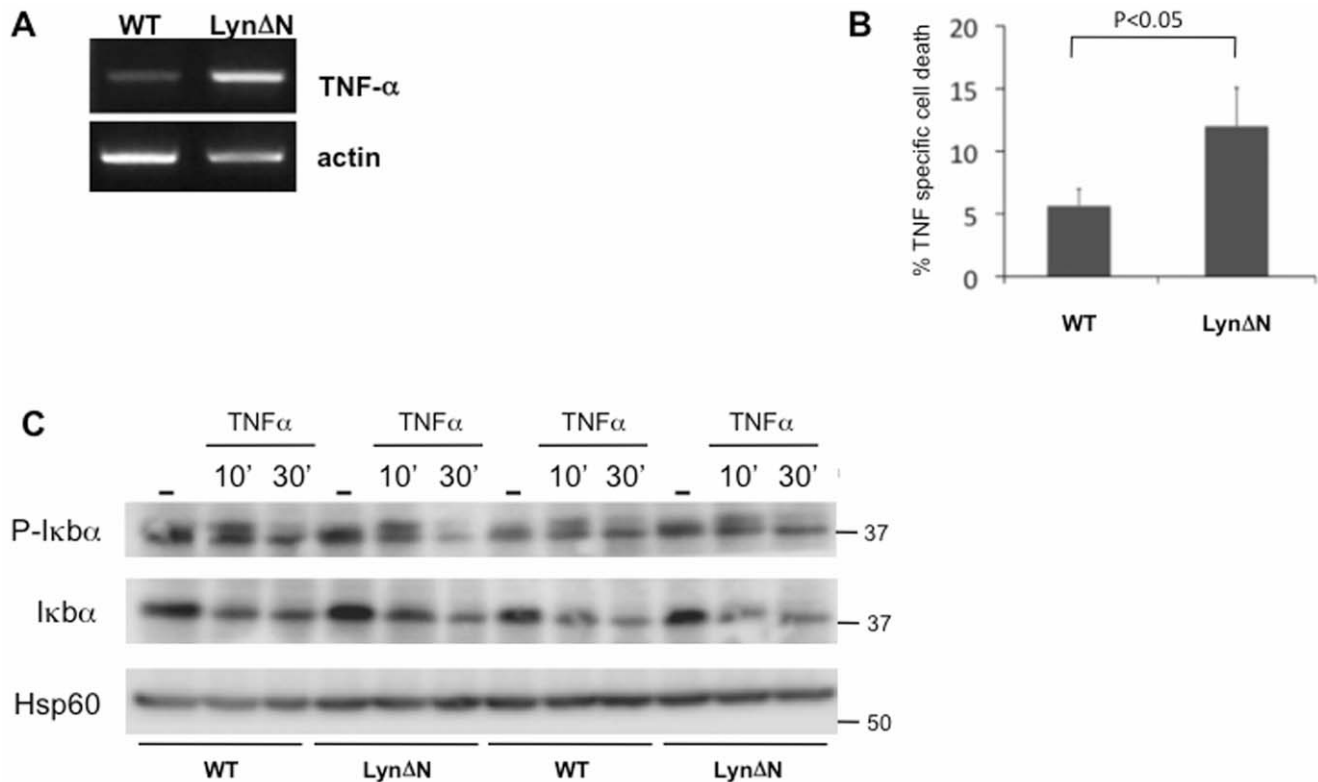 A
WT LynΔN
TNF-α
actin
B
P<0.05
% TNF specific cell death
20
15
10
5
0
WT LynΔN
C
TNFα TNFα TNFα TNFα
– 10’ 30’ – 10’ 30’ – 10’ 30’ – 10’ 30’
P-Iκbα
37
Iκbα
37
Hsp60
50
WT LynΔN WT LynΔN